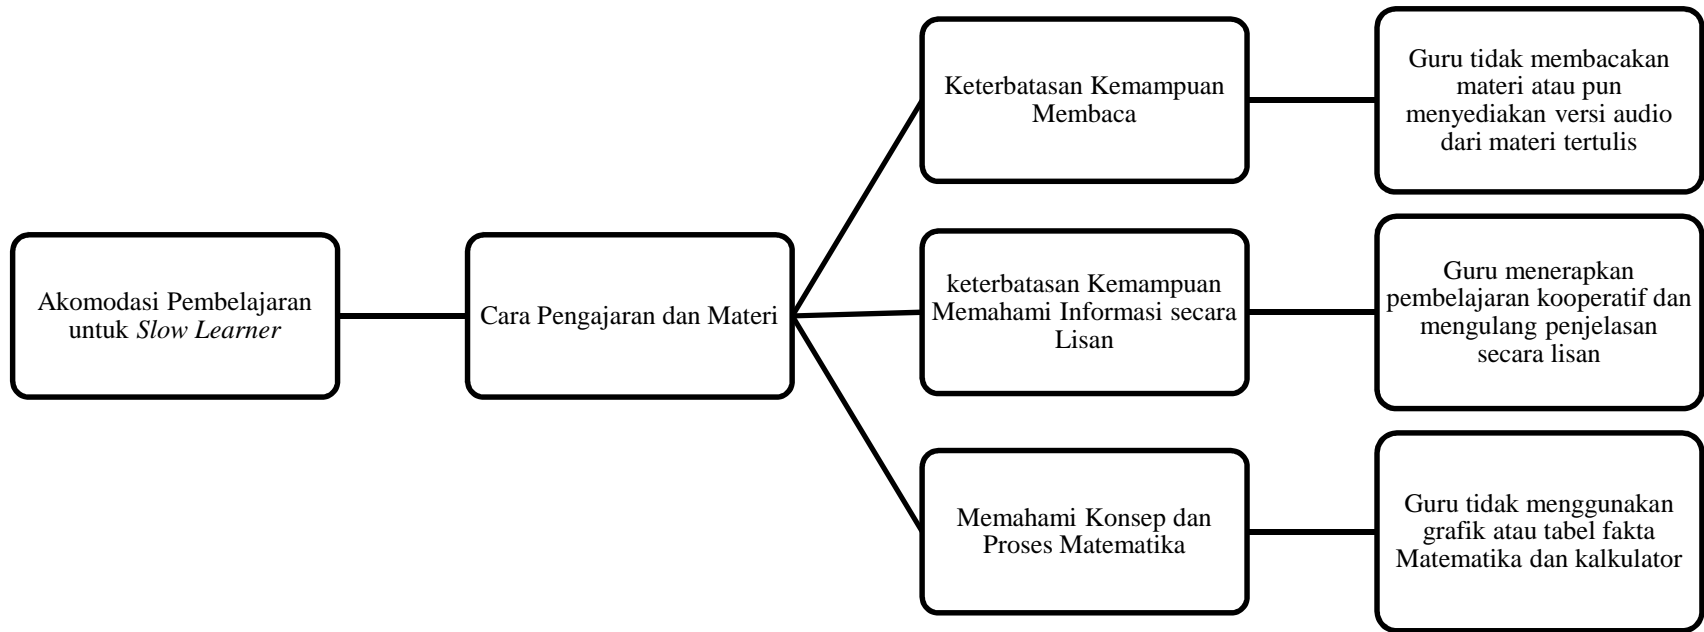 Akomodasi Pembelajaran
untuk Slow Learner
Cara Pengajaran dan Materi
Keterbatasan Kemampuan
Membaca
Guru tidak membacakan
materi atau pun
menyediakan versi audio
dari materi tertulis
keterbatasan Kemampuan
Memahami Informasi secara
Lisan
Guru menerapkan
pembelajaran kooperatif dan
mengulang penjelasan
secara lisan
Memahami Konsep dan
Proses Matematika
Guru tidak menggunakan
grafik atau tabel fakta
Matematika dan kalkulator